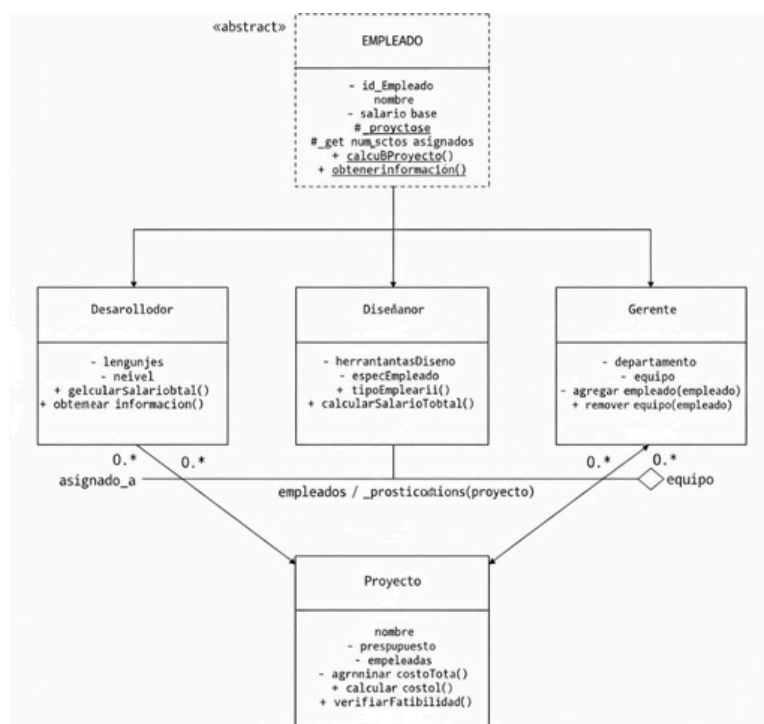 «abstract»
EMPLEADO
- id_Empleado
nombre
- salario base
#_proyctose
#_get num_sctos asignados
+ calcuBProyecto()
+ obtenerinformación()
Desarollodor
- lengunjes
- neivel
+ gelcularSalariobtal()
+ obtemear informacion()
Diseñanor
- herrantantasDiseno
- especEmpleado
+ tipoEmplearii()
+ calcularSalarioTobtal()
Gerente
- departamento
- equipo
- agregar empleado(empleado)
+ remover equipo(empleado)
0.*
0.*
0.*
0.*
asignado_a
empleados / _prosticomions(proyecto)
equipo
Proyecto
nombre
- prespupuesto
- empeleadas
- agrnninar costoTota()
+ calcular costol()
+ verifiarFatibilidad()